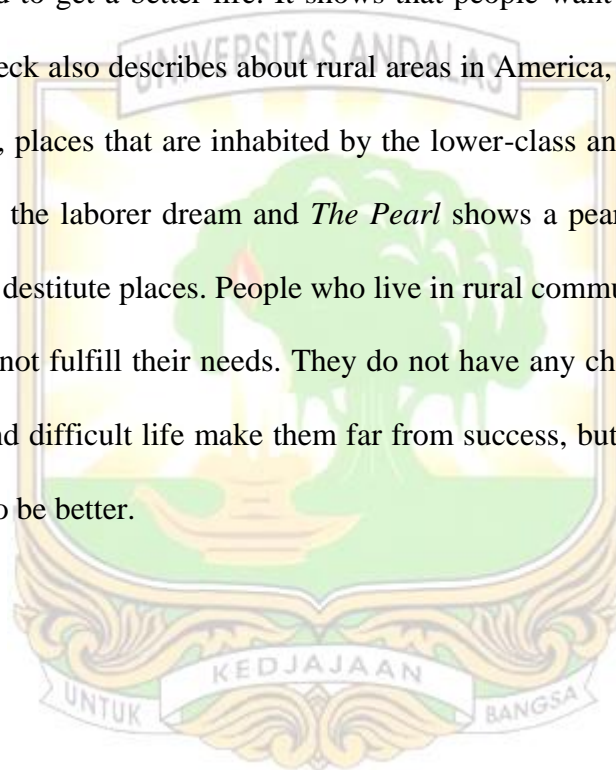 d to get a better life. It shows that people want
UNIVERSITAS ANDALAS
eck also describes about rural areas in America,
, places that are inhabited by the lower-class an
the laborer dream and The Pearl shows a pear
destitute places. People who live in rural commu
not fulfill their needs. They do not have any ch
nd difficult life make them far from success, but
o be better.
UNTUK KEDJAJAAN BANGSA